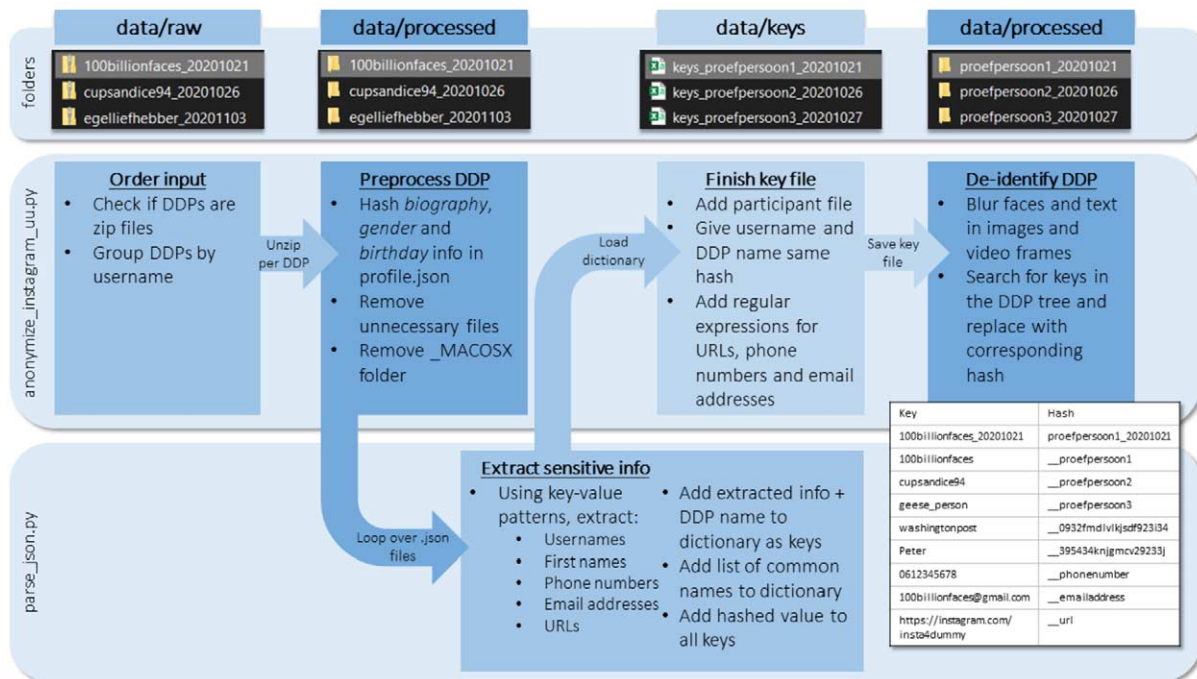 data/raw
data/processed
data/keys
data/processed
folders
100billionfaces_20201021
cupsandice94_20201026
egelliefhebber_20201103
100billionfaces_20201021
cupsandice94_20201026
egelliefhebber_20201103
keys_proefpersoon1_20201021
keys_proefpersoon2_20201026
keys_proefpersoon3_20201027
proefpersoon1_20201021
proefpersoon2_20201026
proefpersoon3_20201027
anonymize_instagram_uu.py
Order input
• Check if DDPs are
zip files
• Group DDPs by
username
Unzip
per DDP
Preprocess DDP
• Hash biography,
gender and
birthday info in
profile.json
• Remove
unnecessary files
• Remove _MACOSX
folder
Load
dictionary
Finish key file
• Add participant file
• Give username and
DDP name same
hash
• Add regular
expressions for
URLs, phone
numbers and email
addresses
Save key
file
De-identify DDP
• Blur faces and text
in images and
video frames
• Search for keys in
the DDP tree and
replace with
corresponding
hash
parse_json.py
Loop over .json
files
Extract sensitive info
• Using key-value
patterns, extract:
• Usernames
• First names
• Phone numbers
• Email addresses
• URLs
• Add extracted info +
DDP name to
dictionary as keys
• Add list of common
names to dictionary
• Add hashed value to
all keys
Key Hash
100billionfaces_20201021 proefpersoon1_20201021
100billionfaces __proefpersoon1
cupsandice94 __proefpersoon2
geese_person __proefpersoon3
washingtonpost
Peter __395434knjgmcv29233j
0612345678 __phonenumber
100billionfaces@gmail.com __emailaddress
https://instagram.com/ __url
insta4dummy